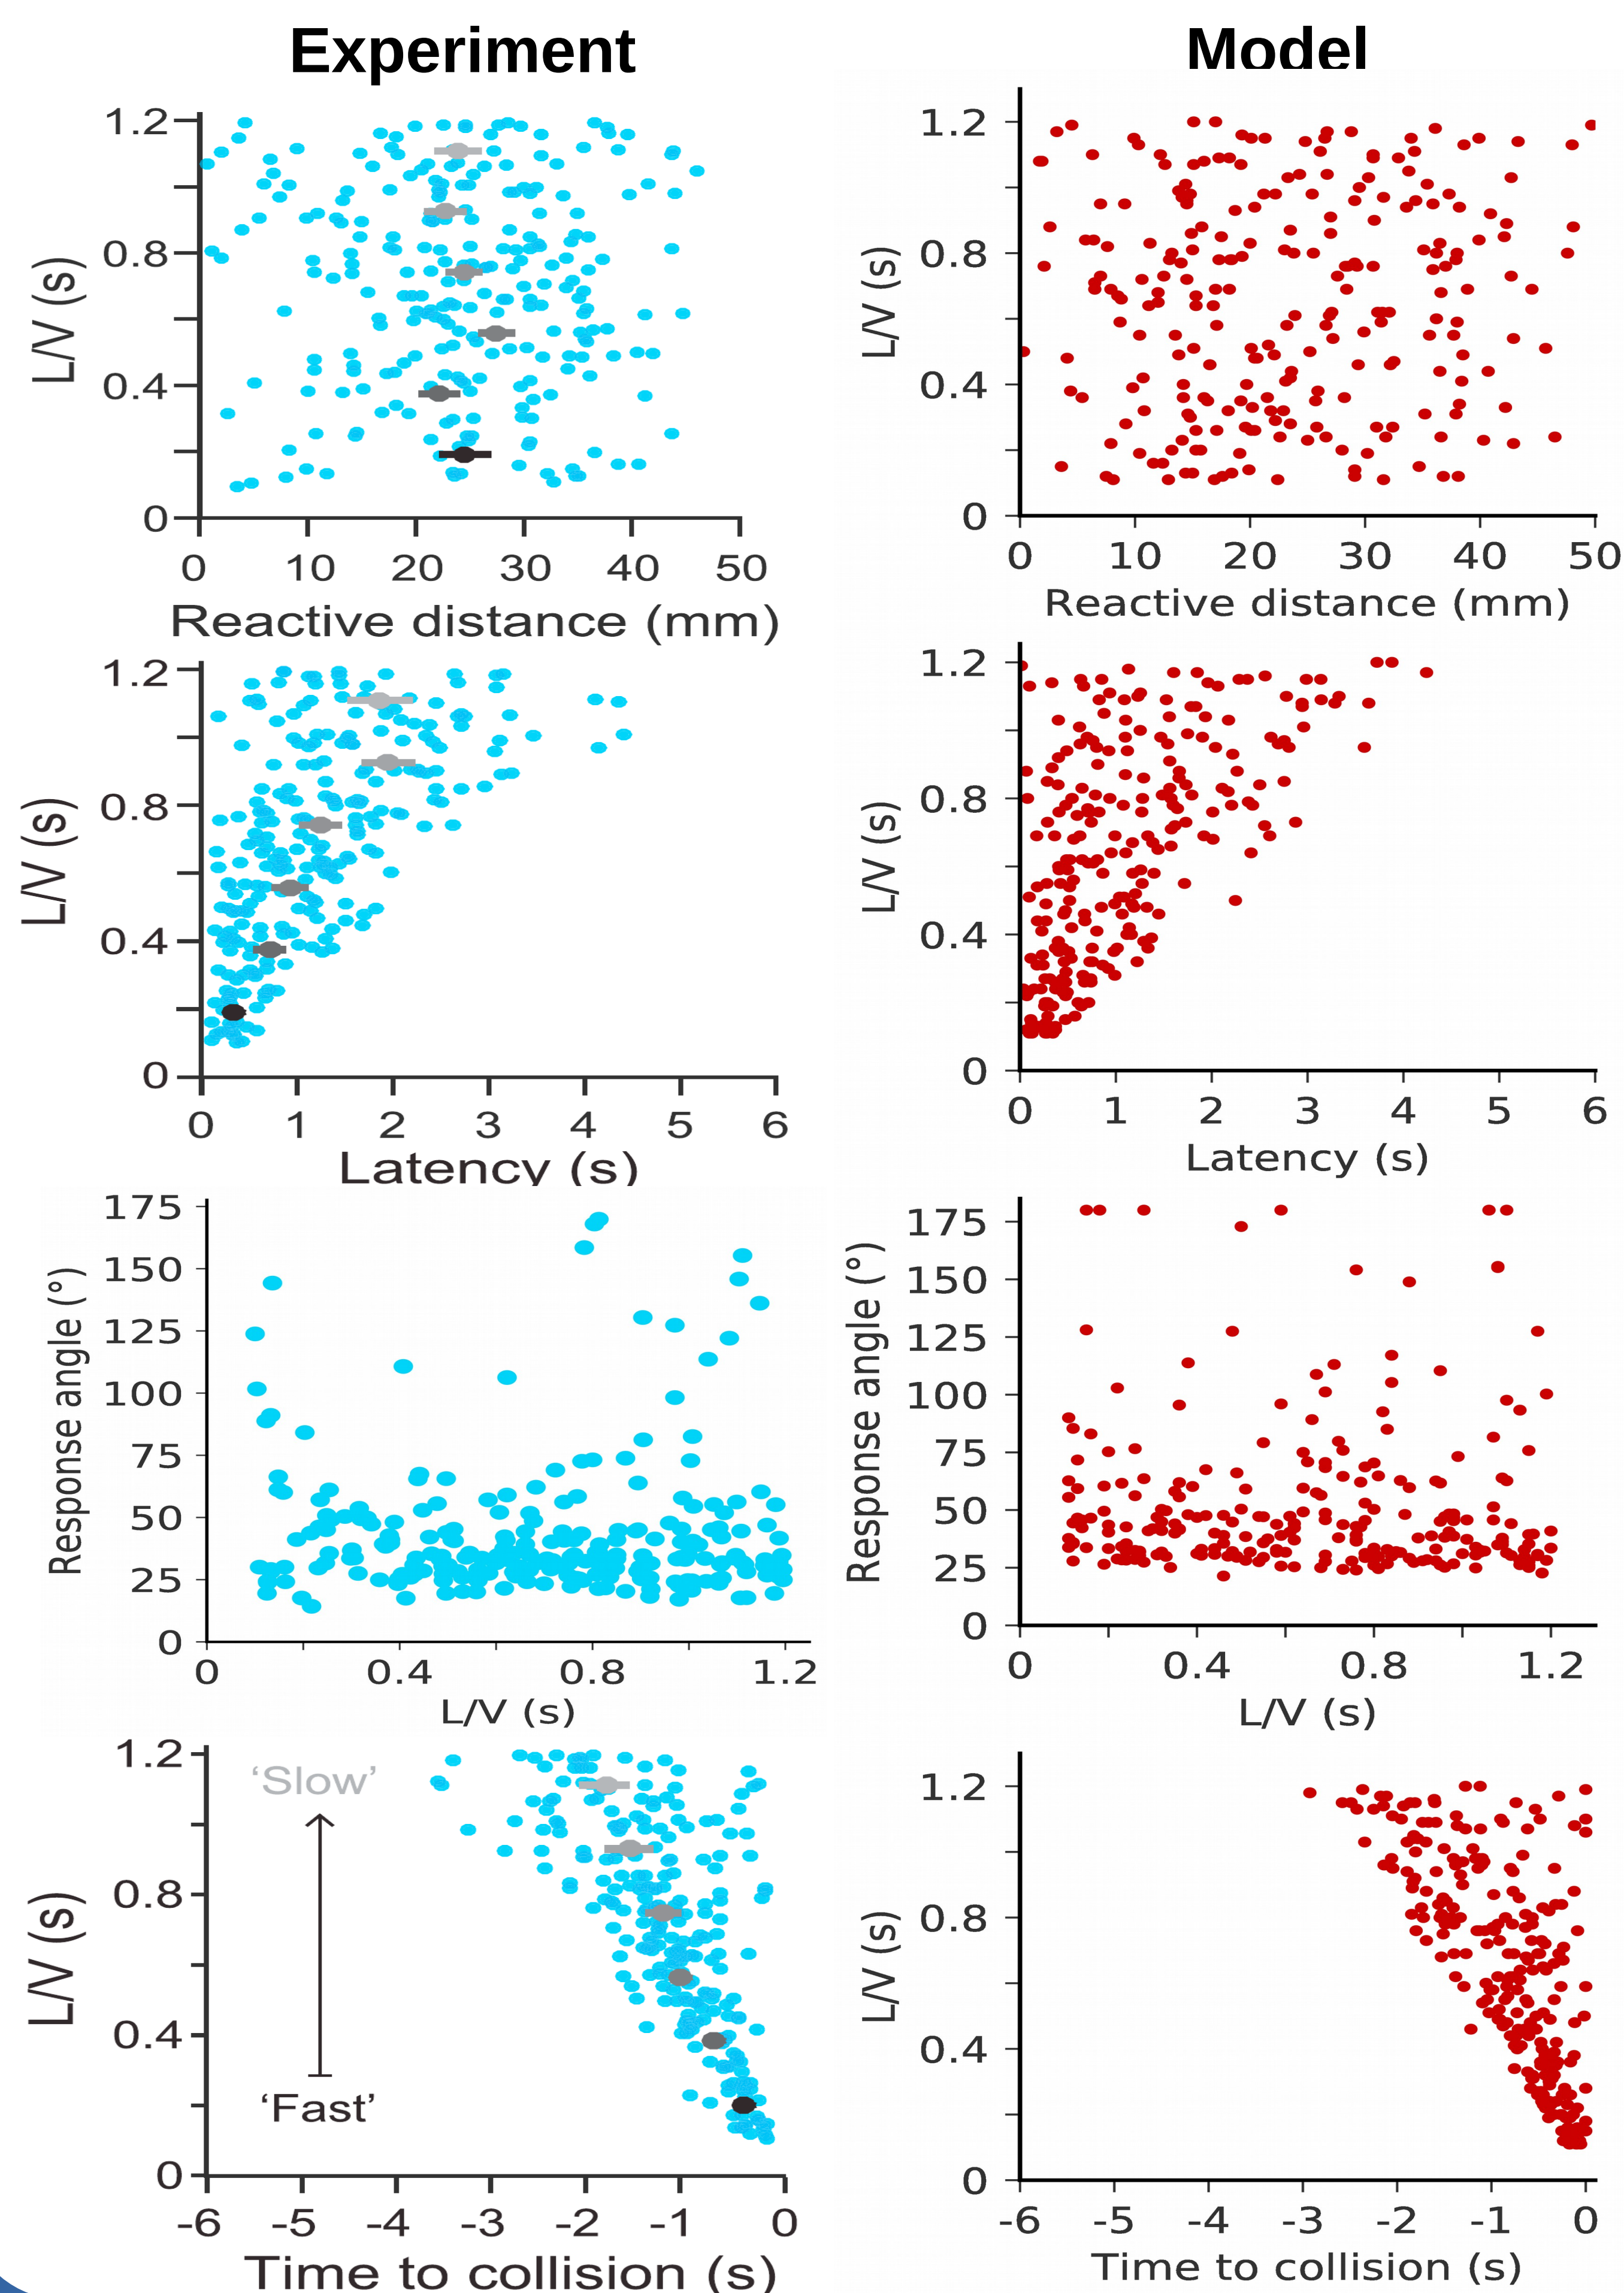 Experiment
Model
1.2
0.8
0.4
0
L/V (s)
0 10 20 30 40 50
Reactive distance (mm)
1.2
0.8
0.4
0
L/V (s)
0 10 20 30 40 50
Reactive distance (mm)
1.2
0.8
0.4
0
L/V (s)
0 1 2 3 4 5 6
Latency (s)
1.2
0.8
0.4
0
L/V (s)
0 1 2 3 4 5 6
Latency (s)
175
150
125
100
75
50
25
0
Response angle (°)
0 0.4 0.8 1.2
L/V (s)
175
150
125
100
75
50
25
0
Response angle (°)
0 0.4 0.8 1.2
L/V (s)
1.2
0.8
0.4
0
L/V (s)
‘Slow’
‘Fast’
-6 -5 -4 -3 -2 -1 0
Time to collision (s)
1.2
0.8
0.4
0
L/V (s)
-6 -5 -4 -3 -2 -1 0
Time to collision (s)